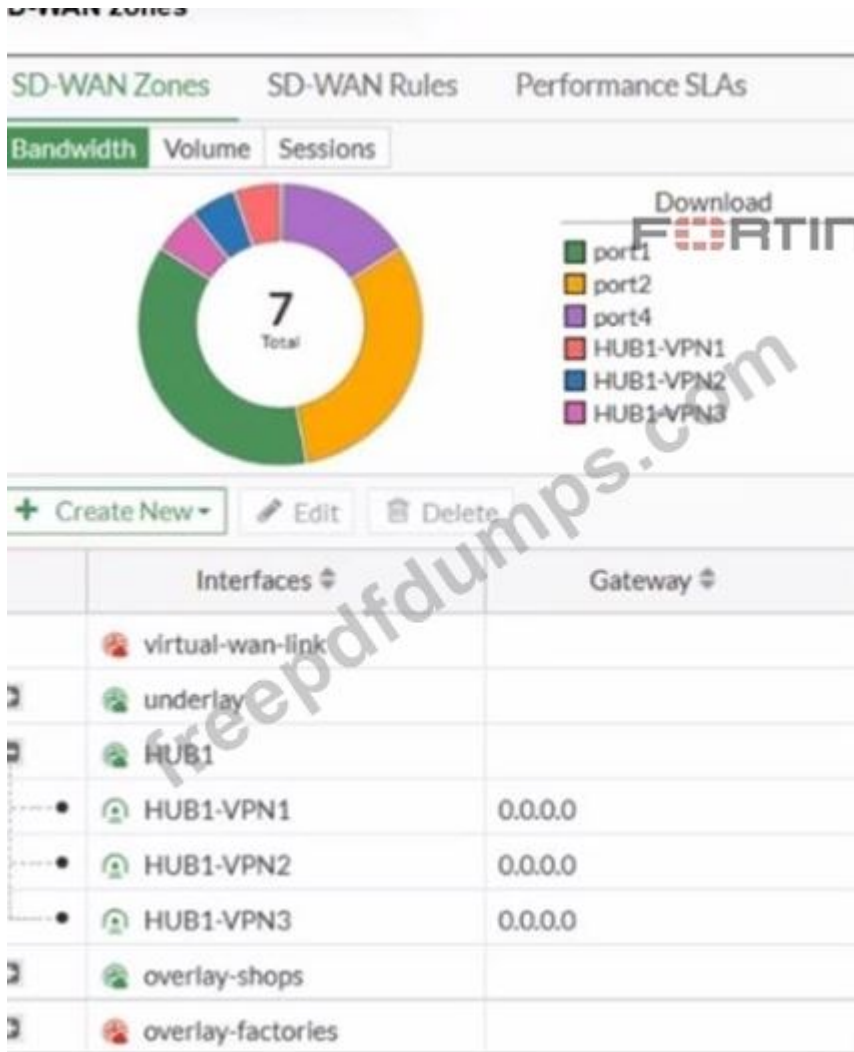 D-WAN zones
SD-WAN Zones SD-WAN Rules Performance SLAs
Bandwidth Volume Sessions
Download
FORTIN
port1
port2
port4
HUB1-VPN1
HUB1-VPN2
HUB1-VPN3
7
Total
+ Create New Edit Delete
Interfaces Gateway
virtual-wan-link
underlay
HUB1
HUB1-VPN1 0.0.0.0
HUB1-VPN2 0.0.0.0
HUB1-VPN3 0.0.0.0
overlay-shops
overlay-factories
freepdfdumps.com